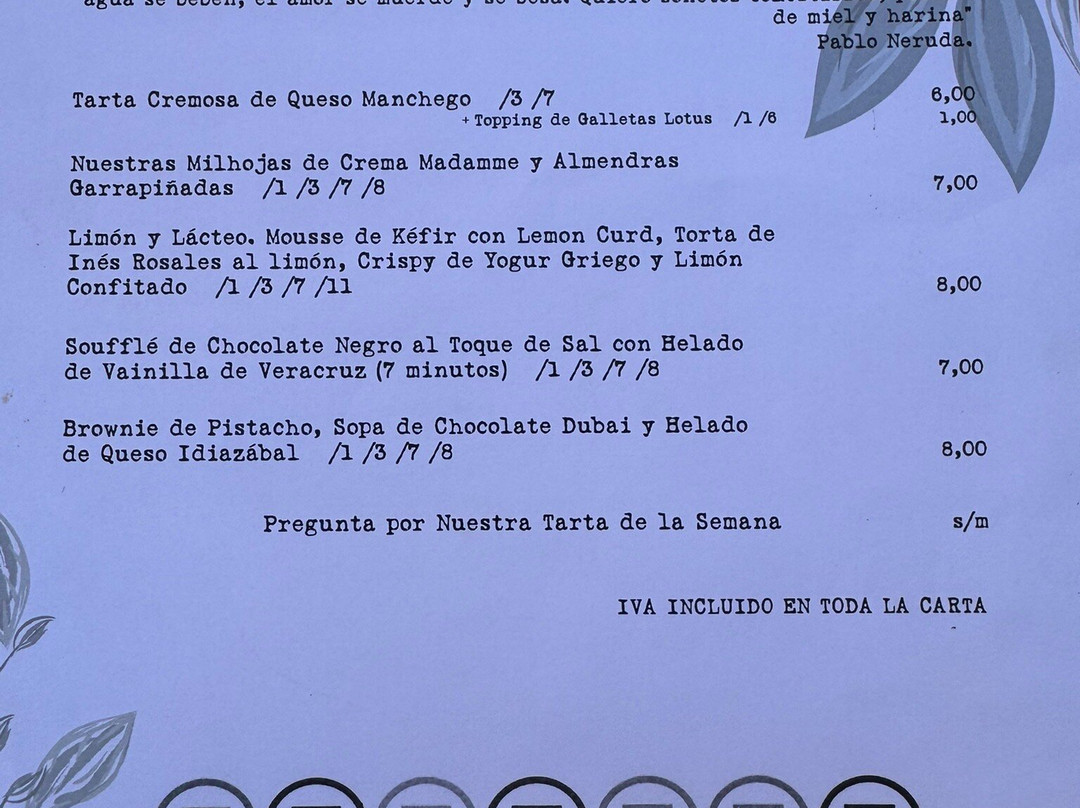 de miel y harina"
Pablo Neruda.
Tarta Cremosa de Queso Manchego /3 /7 6,00
+ Topping de Galletas Lotus /1 /6 1,00
Nuestras Milhojas de Crema Madamme y Almendras
Garrapiñadas /1 /3 /7 /8 7,00
Limón y Lácteo. Mousse de Kéfir con Lemon Curd, Torta de
Inés Rosales al limón, Crispy de Yogur Griego y Limón
Confitado /1 /3 /7 /11 8,00
Soufflé de Chocolate Negro al Toque de Sal con Helado
de Vainilla de Veracruz (7 minutos) /1 /3 /7 /8 7,00
Brownie de Pistacho, Sopa de Chocolate Dubai y Helado
de Queso Idiazábal /1 /3 /7 /8 8,00
Pregunta por Nuestra Tarta de la Semana s/m
IVA INCLUIDO EN TODA LA CARTA